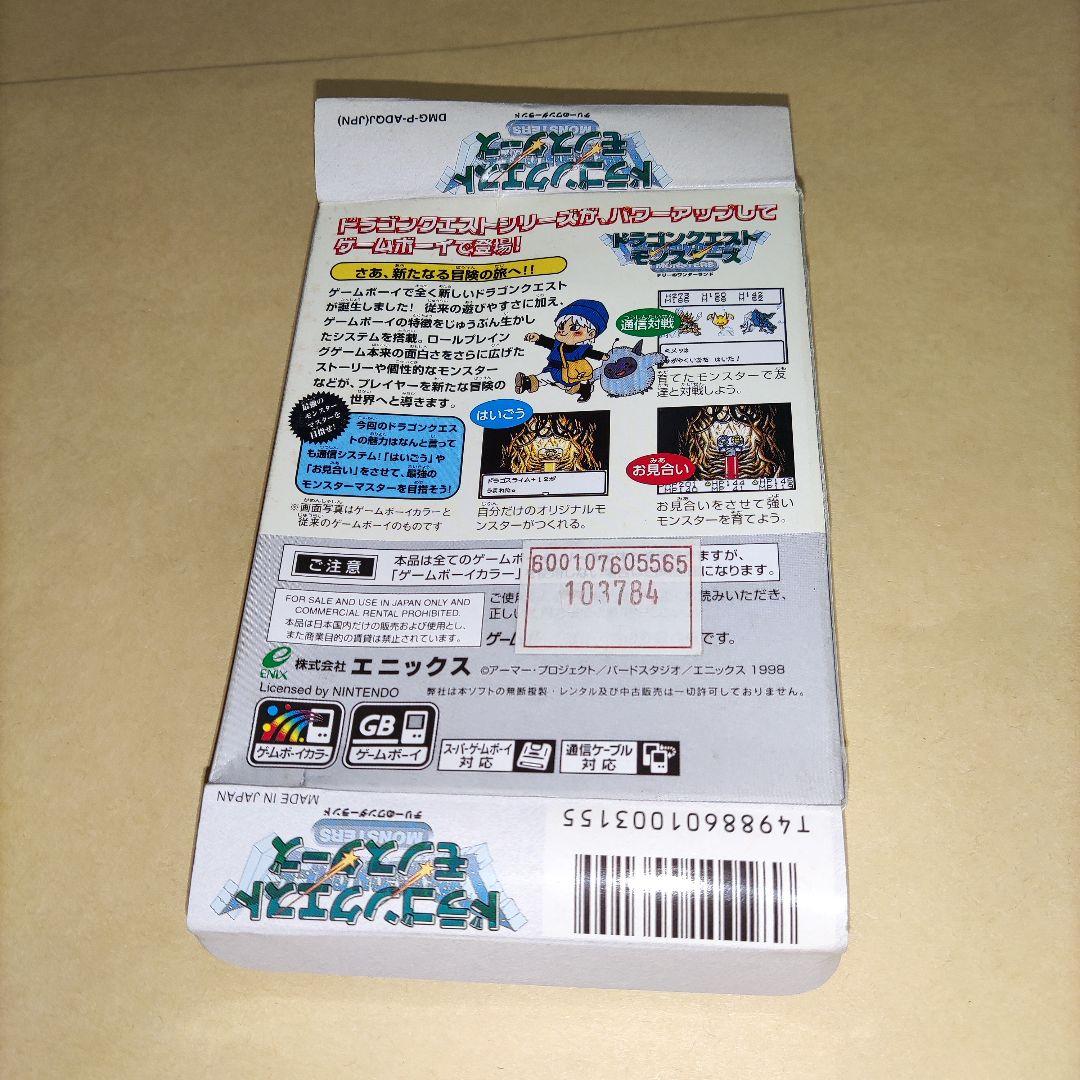 DMG-P-ADQJ(JPN)
ドラゴンクエスト
モンスターズ
MONSTERS
テリーのワンダーランド
ドラゴンクエストシリーズが、パワーアップして
ゲームボーイで登場!
ドラゴンクエスト
モンスターズ
MONSTERS
テリーのワンダーランド
さあ、新たなる冒険の旅へ!!
ゲームボーイで全く新しいドラゴンクエスト
が誕生しました! 従来の遊びやすさに加え、
ゲームボーイの特徴をじゅうぶん生かし
たシステムを搭載。ロールプレイン
グゲーム本来の面白さをさらに広げた
ストーリーや個性的なモンスター
などが、プレイヤーを新たな冒険の
世界へと導きます。
最強の
モンスター
マスターを
目指せ!
今回のドラゴンクエス
トの魅力はなんと言って
も通信システム!「はいごう」や
「お見合い」をさせて、最強の
モンスターマスターを目指そう!
※画面写真はゲームボーイカラーと
従来のゲームボーイのものです
通信対戦
育てたモンスターで友
達と対戦しよう。
はいごう
ドラゴスライム+12が
うまれた。
自分だけのオリジナルモ
ンスターがつくれる。
お見合い
お見合いをさせて強い
モンスターを育てよう。
ご注意
本品は全てのゲームボ
ますが、
「ゲームボーイカラー」
になります。
600107605565
103784
FOR SALE AND USE IN JAPAN ONLY AND
COMMERCIAL RENTAL PROHIBITED.
本品は日本国内だけの販売および使用とし、
また商業目的の賃貸は禁止されています。
ご使用
読みいただき、
正しい
ゲーム
です。
ENIX
株式会社 エニックス
©アーマー・プロジェクト/バードスタジオ/エニックス 1998
Licensed by NINTENDO
弊社は本ソフトの無断複製・レンタル及び中古販売は一切許可しておりません。
ゲームボーイカラー
GB
ゲームボーイ
スーパーゲームボーイ
対応
通信ケーブル
対応
MADE IN JAPAN
T4988601003155
ドラゴンクエスト
モンスターズ
MONSTERS
テリーのワンダーランド